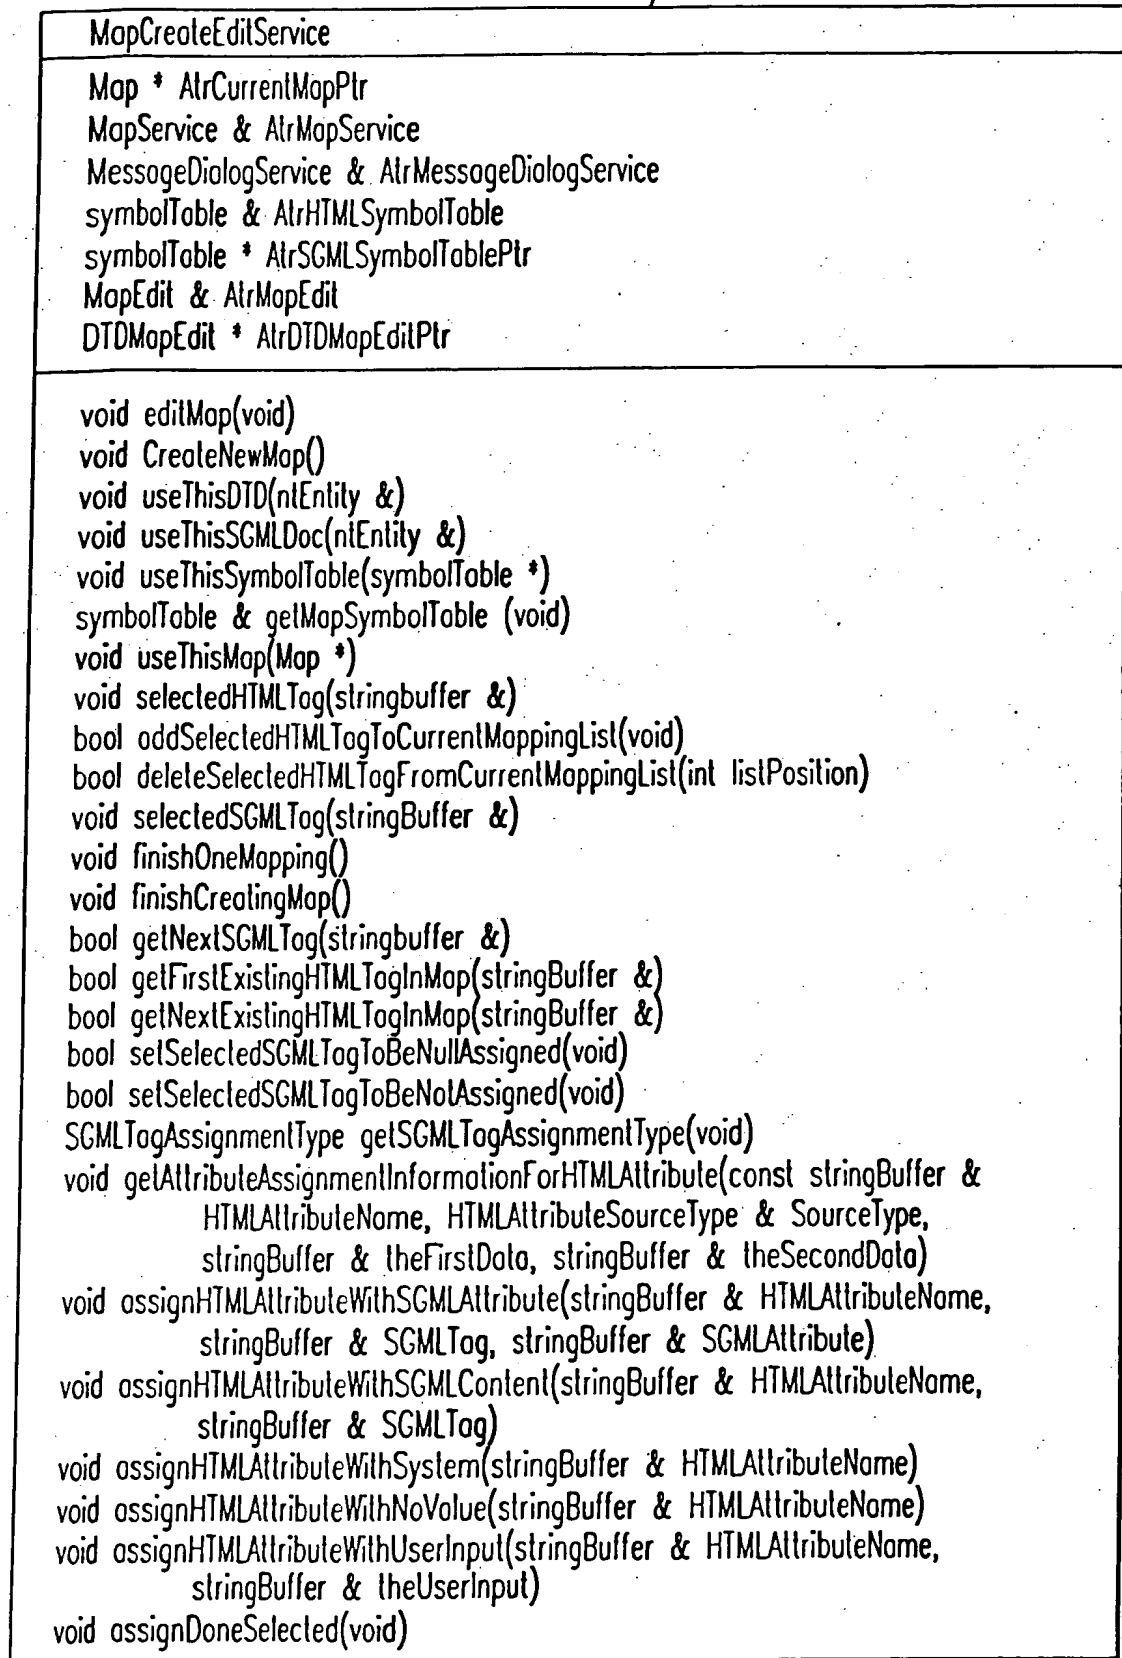 MapCreateEditService
Map * AtrCurrentMapPtr
MapService & AtrMapService
MessageDialogService & AtrMessageDialogService
symbolTable & AtrHTMLSymbolTable
symbolTable * AtrSGMLSymbolTablePtr
MapEdit & AtrMapEdit
DTDMapEdit * AtrDTDMapEditPtr
void editMap(void)
void CreateNewMap()
void useThisDTD(ntEntity &)
void useThisSGMLDoc(ntEntity &)
void useThisSymbolTable(symbolTable *)
symbolTable & getMapSymbolTable (void)
void useThisMap(Map *)
void selectedHTMLTag(stringbuffer &)
bool addSelectedHTMLTagToCurrentMappingList(void)
bool deleteSelectedHTMLTagFromCurrentMappingList(int listPosition)
void selectedSGMLTag(stringBuffer &)
void finishOneMapping()
void finishCreatingMap()
bool getNextSGMLTag(stringbuffer &)
bool getFirstExistingHTMLTagInMap(stringBuffer &)
bool getNextExistingHTMLTagInMap(stringBuffer &)
bool setSelectedSGMLTagToBeNullAssigned(void)
bool setSelectedSGMLTagToBeNotAssigned(void)
SGMLTagAssignmentType getSGMLTagAssignmentType(void)
void getAttributeAssignmentInformationForHTMLAttribute(const stringBuffer &
HTMLAttributeName, HTMLAttributeSourceType & SourceType,
stringBuffer & theFirstData, stringBuffer & theSecondData)
void assignHTMLAttributeWithSGMLAttribute(stringBuffer & HTMLAttributeName,
stringBuffer & SGMLTag, stringBuffer & SGMLAttribute)
void assignHTMLAttributeWithSGMLContent(stringBuffer & HTMLAttributeName,
stringBuffer & SGMLTag)
void assignHTMLAttributeWithSystem(stringBuffer & HTMLAttributeName)
void assignHTMLAttributeWithNoValue(stringBuffer & HTMLAttributeName)
void assignHTMLAttributeWithUserInput(stringBuffer & HTMLAttributeName,
stringBuffer & theUserInput)
void assignDoneSelected(void)